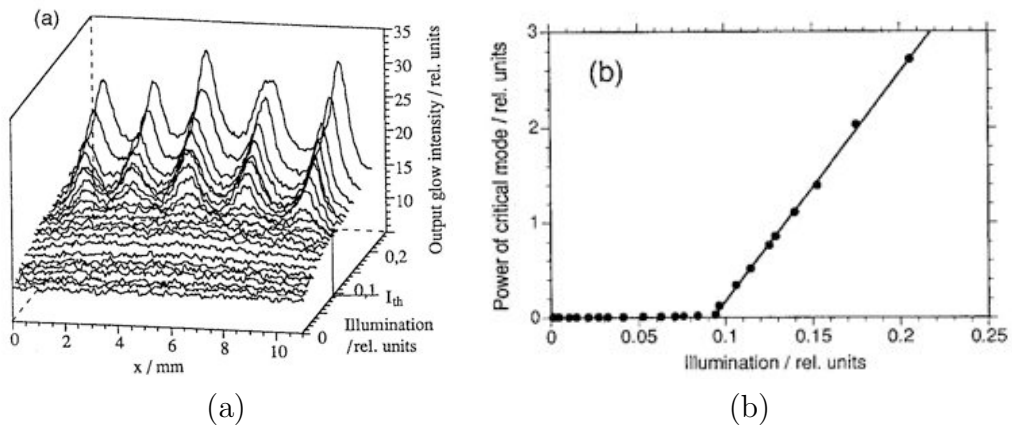 (a)
Output glow intensity / rel. units
35
30
25
20
15
10
0,2
0,1
0
I_th
Illumination
/rel. units
0 2 4 6 8 10
x / mm
(b)
Power of critical mode / rel. units
3
2
1
0
0 0.05 0.1 0.15 0.2 0.25
Illumination / rel. units
(a)
(b)